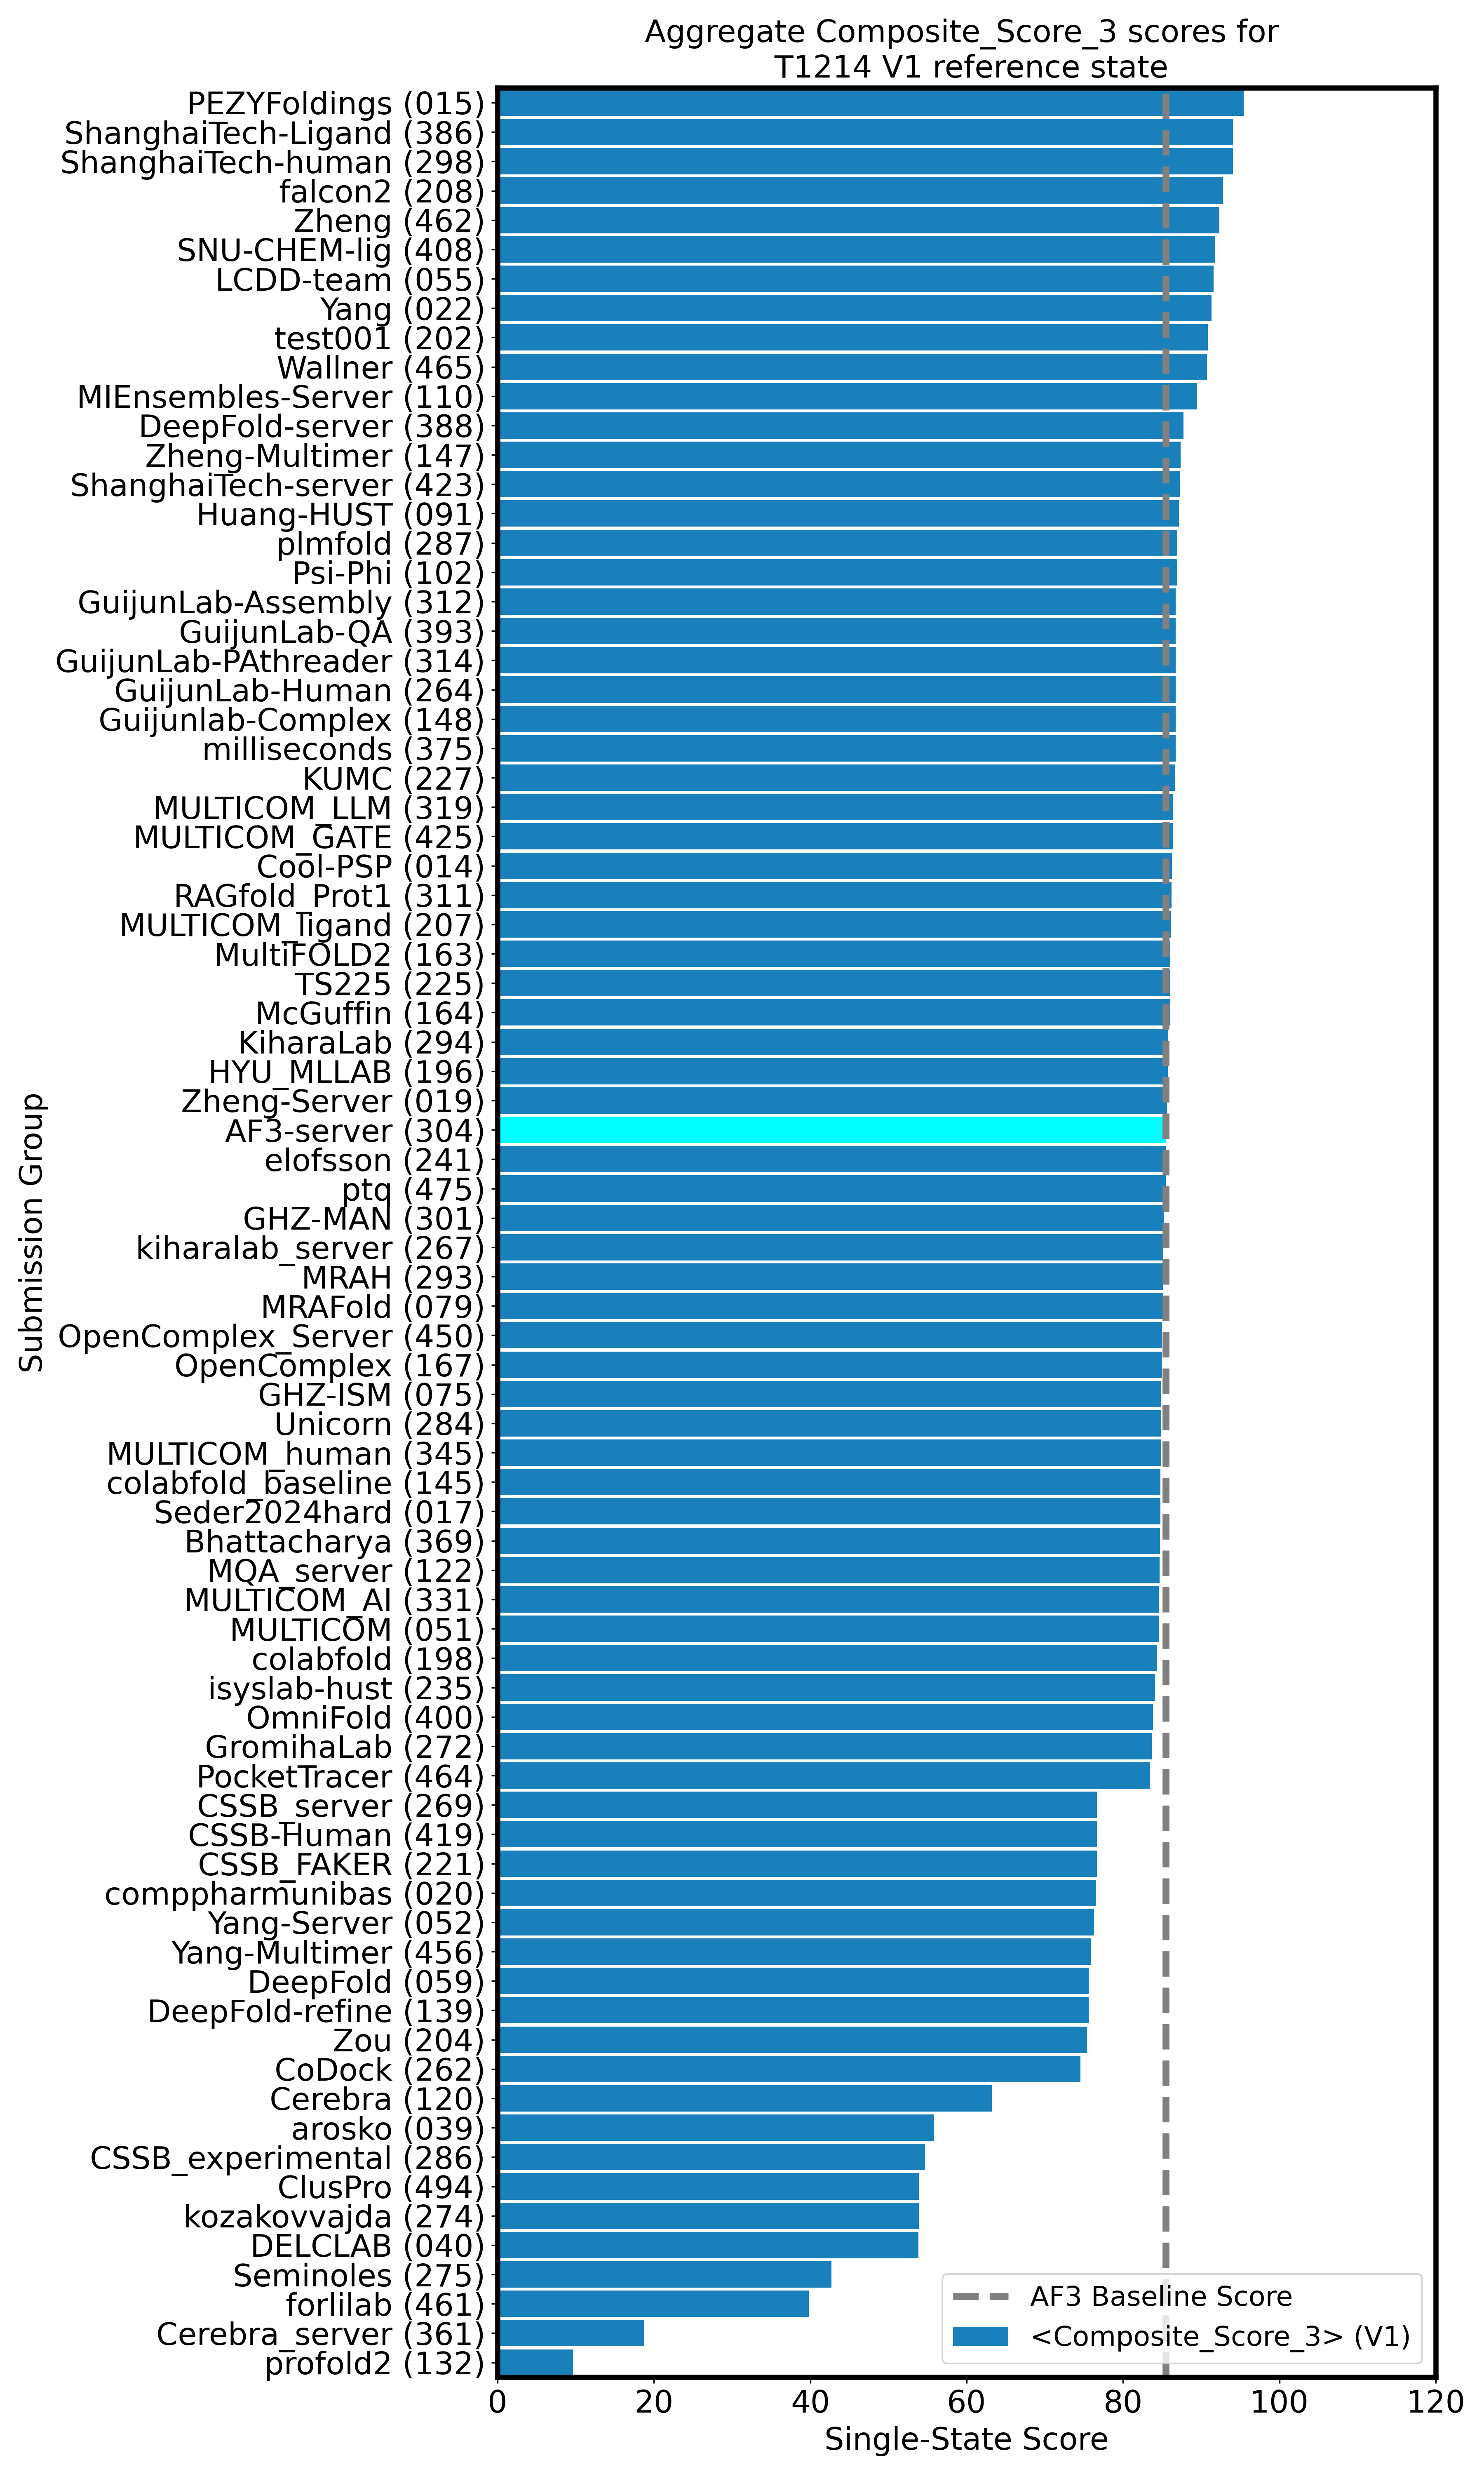 Aggregate Composite_Score_3 scores for
T1214 V1 reference state
PEZYFoldings (015)
ShanghaiTech-Ligand (386)
ShanghaiTech-human (298)
falcon2 (208)
Zheng (462)
SNU-CHEM-lig (408)
LCDD-team (055)
Yang (022)
test001 (202)
Wallner (465)
MIEnsembles-Server (110)
DeepFold-server (388)
Zheng-Multimer (147)
ShanghaiTech-server (423)
Huang-HUST (091)
plmfold (287)
Psi-Phi (102)
GuijunLab-Assembly (312)
GuijunLab-QA (393)
GuijunLab-PAthreader (314)
GuijunLab-Human (264)
Guijunlab-Complex (148)
milliseconds (375)
KUMC (227)
MULTICOM_LLM (319)
MULTICOM_GATE (425)
Cool-PSP (014)
RAGfold_Prot1 (311)
MULTICOM_ligand (207)
MultiFOLD2 (163)
TS225 (225)
McGuffin (164)
KiharaLab (294)
HYU_MLLAB (196)
Zheng-Server (019)
AF3-server (304)
elofsson (241)
ptq (475)
GHZ-MAN (301)
kiharalab_server (267)
MRAH (293)
MRAFold (079)
OpenComplex_Server (450)
OpenComplex (167)
GHZ-ISM (075)
Unicorn (284)
MULTICOM_human (345)
colabfold_baseline (145)
Seder2024hard (017)
Bhattacharya (369)
MQA_server (122)
MULTICOM_AI (331)
MULTICOM (051)
colabfold (198)
isyslab-hust (235)
OmniFold (400)
GromihaLab (272)
PocketTracer (464)
CSSB_server (269)
CSSB-Human (419)
CSSB_FAKER (221)
comppharmunibas (020)
Yang-Server (052)
Yang-Multimer (456)
DeepFold (059)
DeepFold-refine (139)
Zou (204)
CoDock (262)
Cerebra (120)
arosko (039)
CSSB_experimental (286)
ClusPro (494)
kozakovvajda (274)
DELCLAB (040)
Seminoles (275)
forlilab (461)
Cerebra_server (361)
profold2 (132)
Submission Group
AF3 Baseline Score
<Composite_Score_3> (V1)
0 20 40 60 80 100 120
Single-State Score